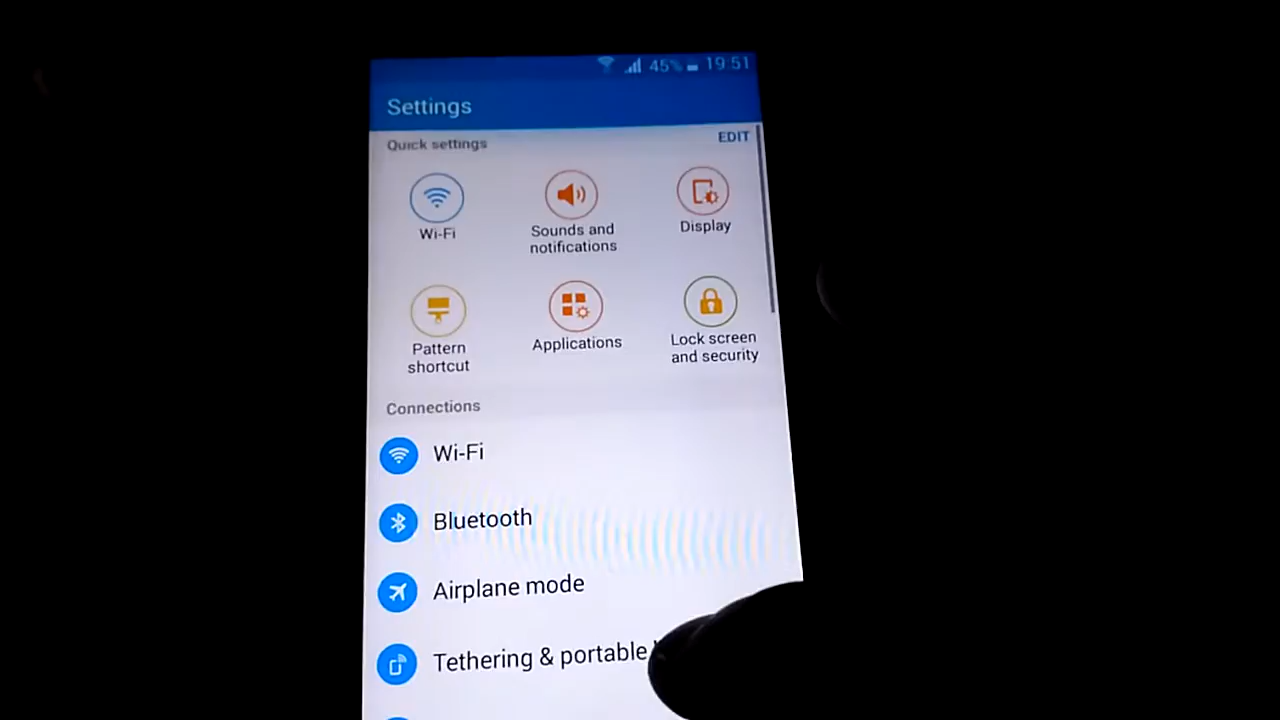 45% 19:51
Settings
Quick settings EDIT
Wi-Fi
Sounds and
notifications
Display
Pattern
shortcut
Applications
Lock screen
and security
Connections
Wi-Fi
Bluetooth
Airplane mode
Tethering & portable